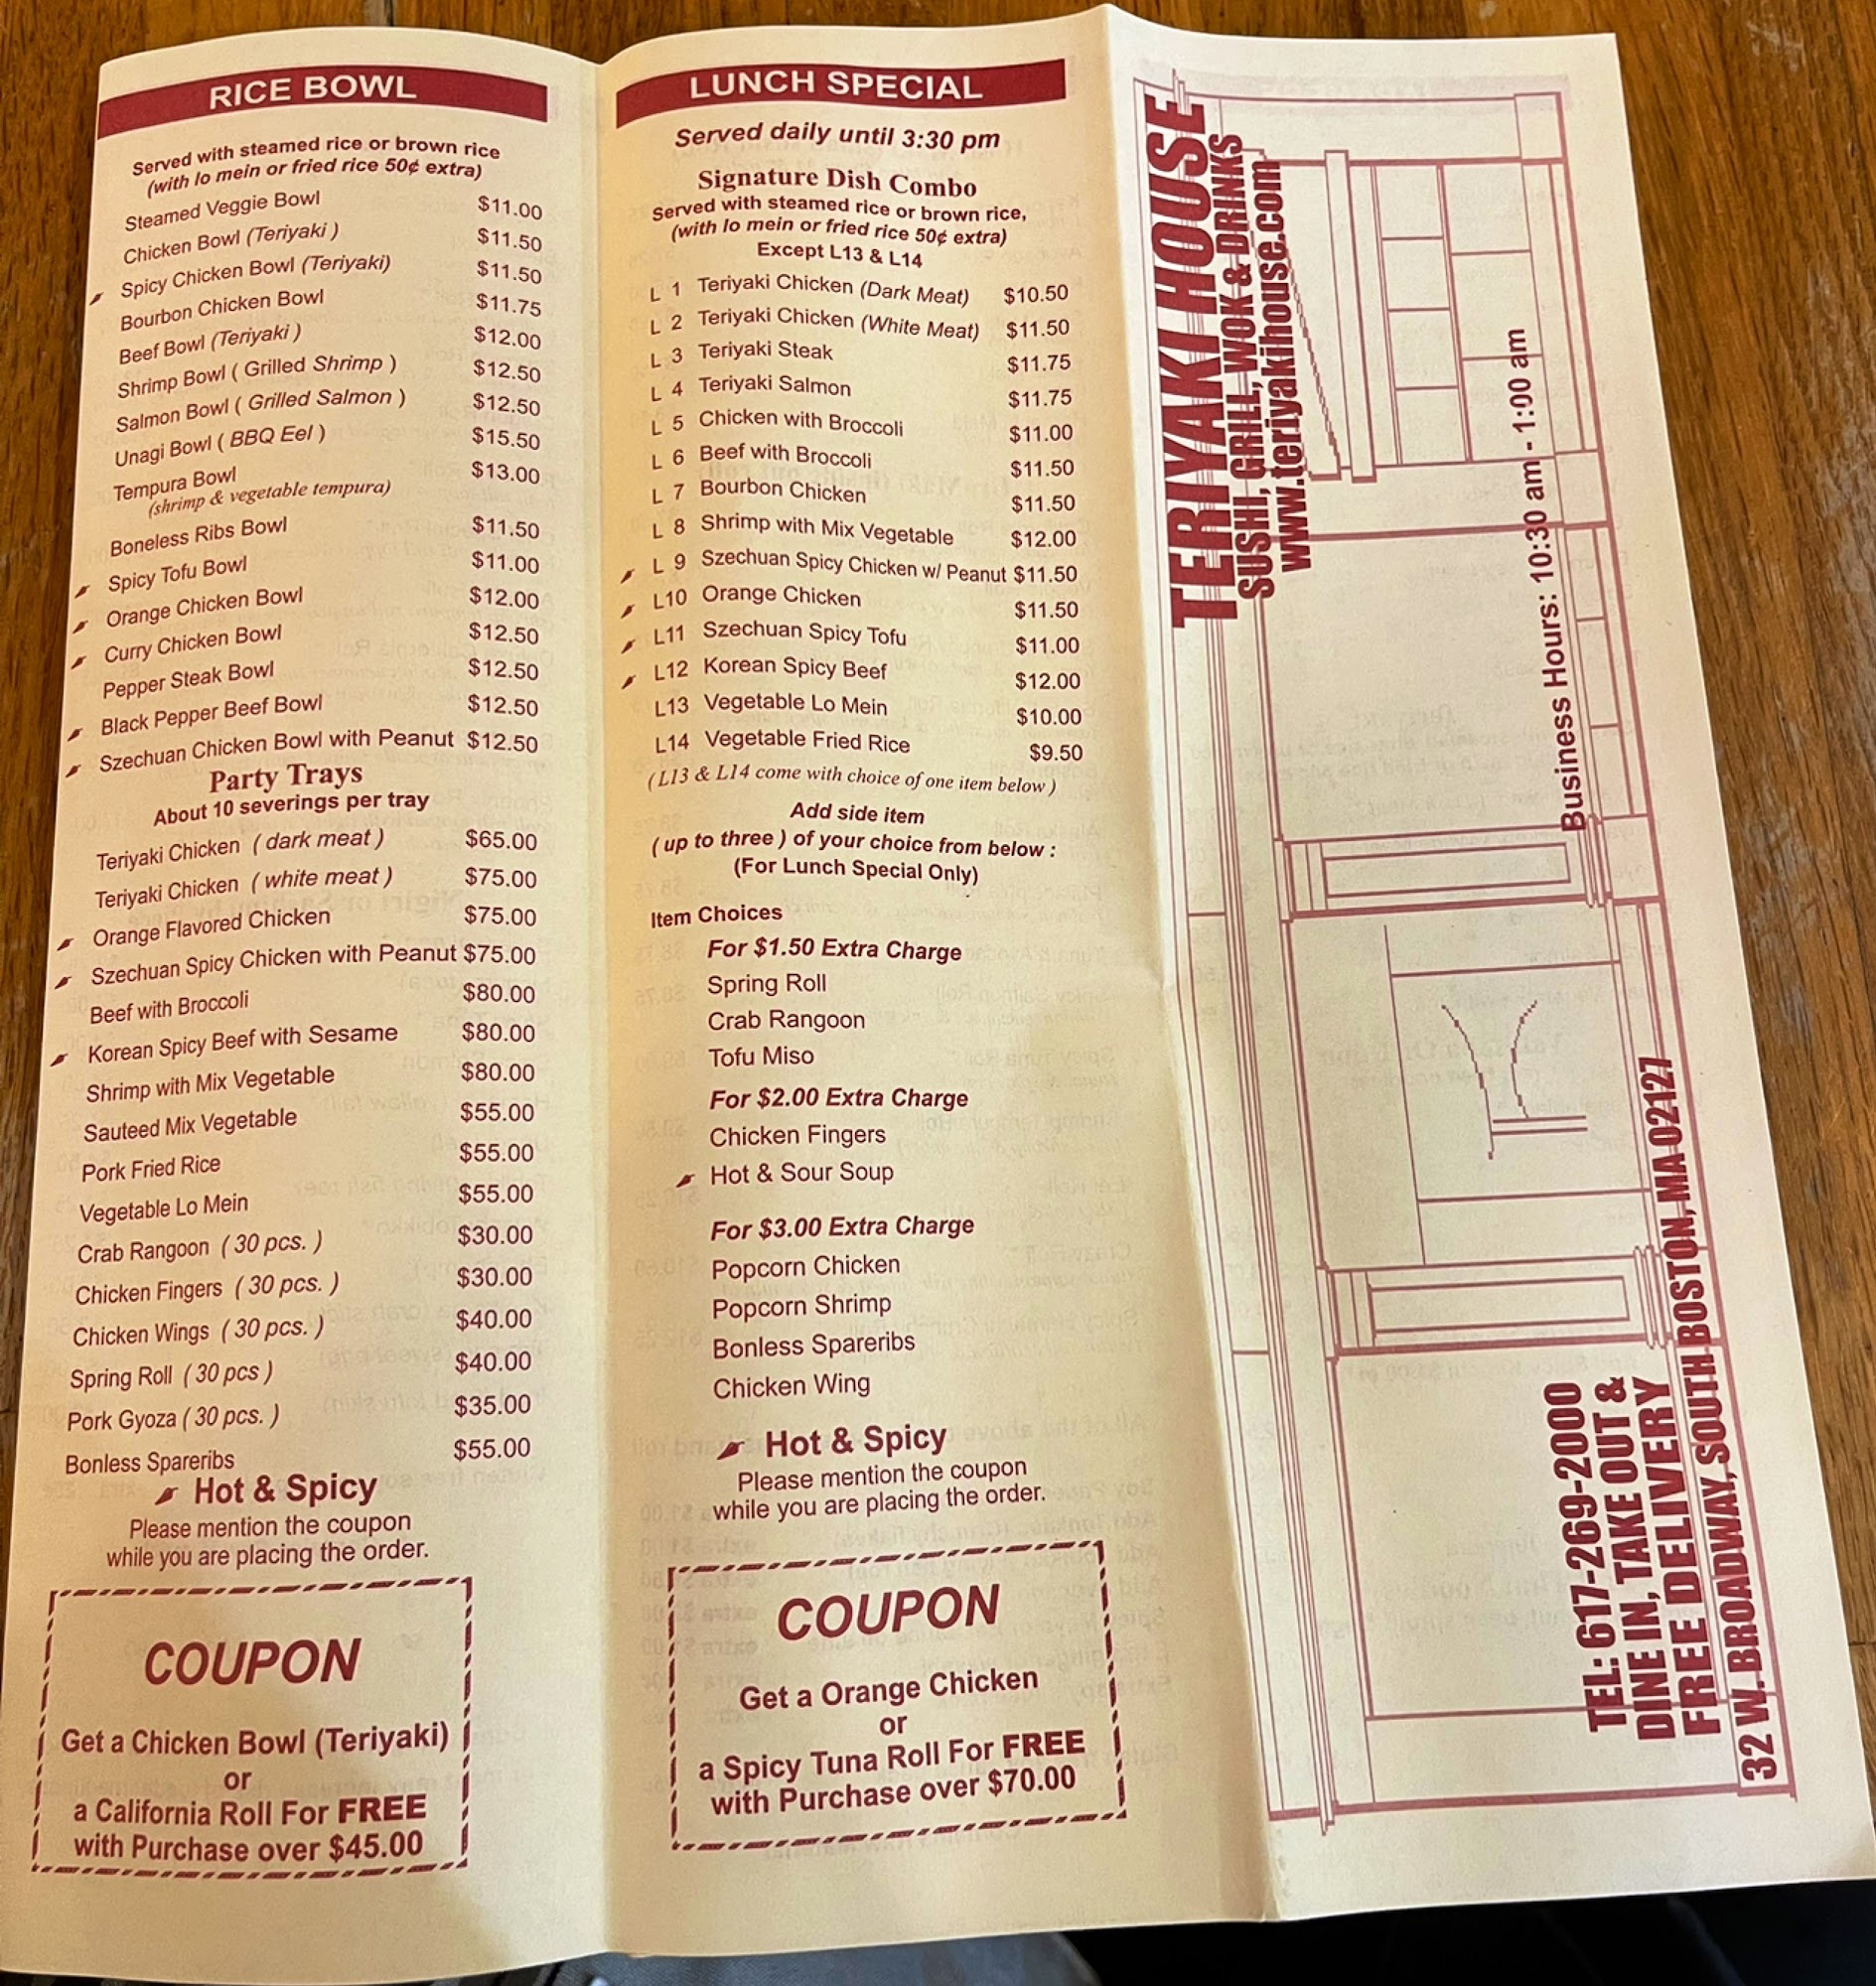 RICE BOWL
Served with steamed rice or brown rice
(with lo mein or fried rice 50¢ extra)
Steamed Veggie Bowl $11.00
Chicken Bowl (Teriyaki ) $11.50
Spicy Chicken Bowl (Teriyaki) $11.50
Bourbon Chicken Bowl $11.75
Beef Bowl (Teriyaki ) $12.00
Shrimp Bowl ( Grilled Shrimp ) $12.50
Salmon Bowl ( Grilled Salmon ) $12.50
Unagi Bowl ( BBQ Eel ) $15.50
Tempura Bowl $13.00
(shrimp & vegetable tempura)
Boneless Ribs Bowl $11.50
Spicy Tofu Bowl $11.00
Orange Chicken Bowl $12.00
Curry Chicken Bowl $12.50
Pepper Steak Bowl $12.50
Black Pepper Beef Bowl $12.50
Szechuan Chicken Bowl with Peanut $12.50
Party Trays
About 10 severings per tray
Teriyaki Chicken ( dark meat ) $65.00
Teriyaki Chicken ( white meat ) $75.00
Orange Flavored Chicken $75.00
Szechuan Spicy Chicken with Peanut $75.00
Beef with Broccoli $80.00
Korean Spicy Beef with Sesame $80.00
Shrimp with Mix Vegetable $80.00
Sauteed Mix Vegetable $55.00
Pork Fried Rice $55.00
Vegetable Lo Mein $55.00
Crab Rangoon ( 30 pcs. ) $30.00
Chicken Fingers ( 30 pcs. ) $30.00
Chicken Wings ( 30 pcs. ) $40.00
Spring Roll ( 30 pcs ) $40.00
Pork Gyoza ( 30 pcs. ) $35.00
Bonless Spareribs $55.00
Hot & Spicy
Please mention the coupon
while you are placing the order.
COUPON
Get a Chicken Bowl (Teriyaki)
or
a California Roll For FREE
with Purchase over $45.00
LUNCH SPECIAL
Served daily until 3:30 pm
Signature Dish Combo
Served with steamed rice or brown rice,
(with lo mein or fried rice 50¢ extra)
Except L13 & L14
L 1 Teriyaki Chicken (Dark Meat) $10.50
L 2 Teriyaki Chicken (White Meat) $11.50
L 3 Teriyaki Steak $11.75
L 4 Teriyaki Salmon $11.75
L 5 Chicken with Broccoli $11.00
L 6 Beef with Broccoli $11.50
L 7 Bourbon Chicken $11.50
L 8 Shrimp with Mix Vegetable $12.00
L 9 Szechuan Spicy Chicken w/ Peanut $11.50
L10 Orange Chicken $11.50
L11 Szechuan Spicy Tofu $11.00
L12 Korean Spicy Beef $12.00
L13 Vegetable Lo Mein $10.00
L14 Vegetable Fried Rice $9.50
( L13 & L14 come with choice of one item below )
Add side item
( up to three ) of your choice from below :
(For Lunch Special Only)
Item Choices
For $1.50 Extra Charge
Spring Roll
Crab Rangoon
Tofu Miso
For $2.00 Extra Charge
Chicken Fingers
Hot & Sour Soup
For $3.00 Extra Charge
Popcorn Chicken
Popcorn Shrimp
Bonless Spareribs
Chicken Wing
Hot & Spicy
Please mention the coupon
while you are placing the order.
COUPON
Get a Orange Chicken
or
a Spicy Tuna Roll For FREE
with Purchase over $70.00
TERIYAKI HOUSE
SUSHI, GRILL, WOK & DRINKS
www.teriyakihouse.com
Business Hours: 10:30 am - 1:00 am
TEL: 617-269-2000
DINE IN, TAKE OUT &
FREE DELIVERY
32 W. BROADWAY, SOUTH BOSTON, MA 02127